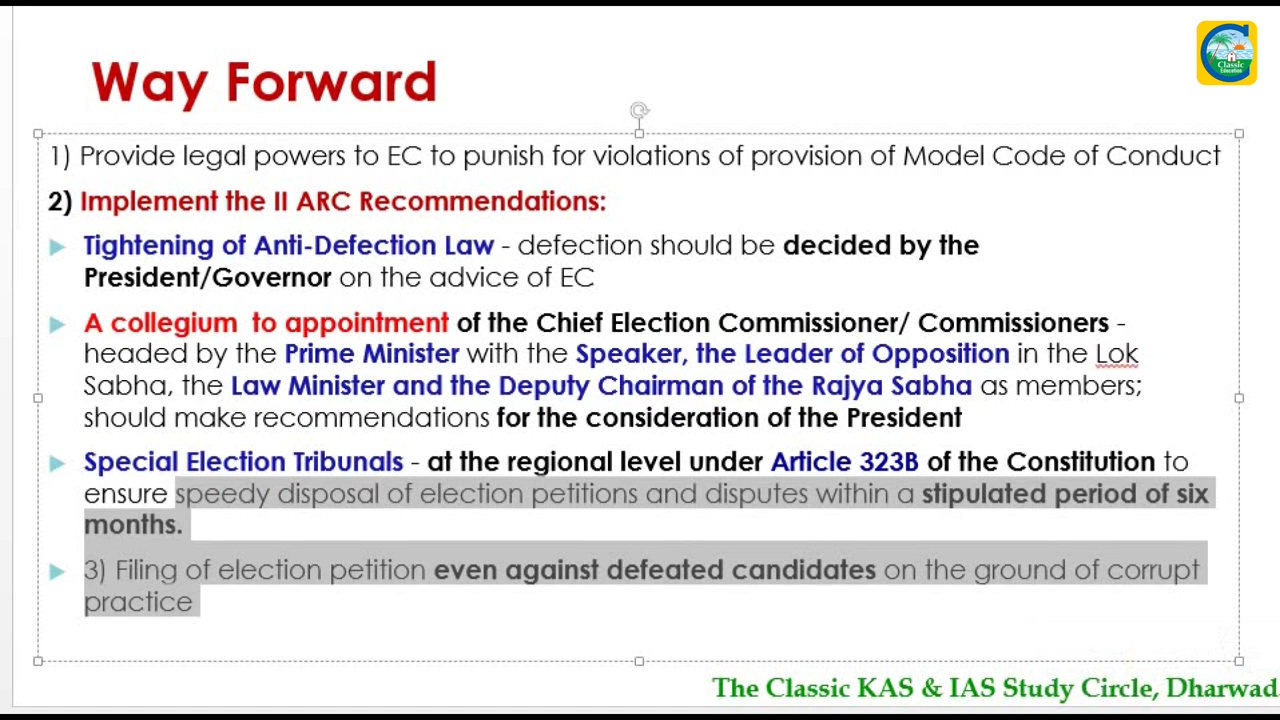 Way Forward
Classic
Education
1) Provide legal powers to EC to punish for violations of provision of Model Code of Conduct
2) Implement the II ARC Recommendations:
Tightening of Anti-Defection Law - defection should be decided by the
President/Governor on the advice of EC
A collegium to appointment of the Chief Election Commissioner/ Commissioners -
headed by the Prime Minister with the Speaker, the Leader of Opposition in the Lok
Sabha, the Law Minister and the Deputy Chairman of the Rajya Sabha as members;
should make recommendations for the consideration of the President
Special Election Tribunals - at the regional level under Article 323B of the Constitution to
ensure speedy disposal of election petitions and disputes within a stipulated period of six
months.
3) Filing of election petition even against defeated candidates on the ground of corrupt
practice
The Classic KAS & IAS Study Circle, Dharwad